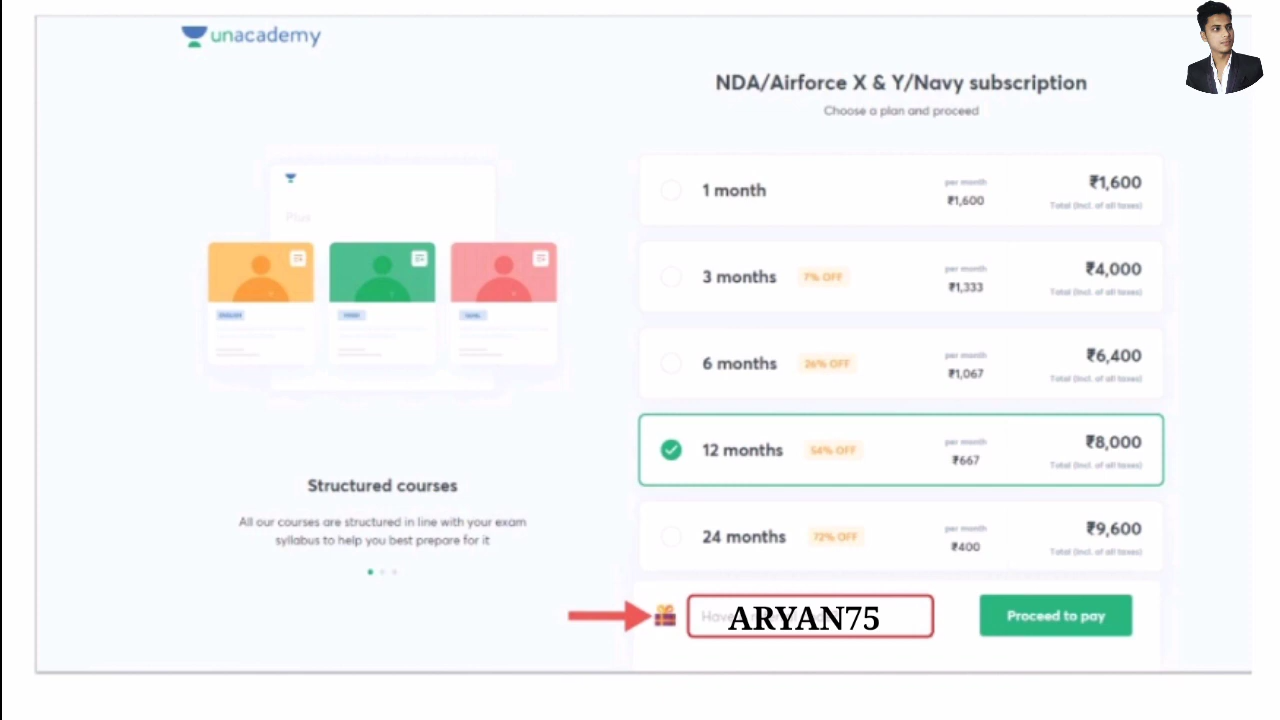 unacademy
NDA/Airforce X & Y/Navy subscription
Choose a plan and proceed
Plus
1 month
per month
₹1,600
₹1,600
Total (Incl. of all taxes)
3 months
7% OFF
per month
₹1,333
₹4,000
Total (Incl. of all taxes)
6 months
26% OFF
per month
₹1,067
₹6,400
Total (Incl. of all taxes)
12 months
54% OFF
per month
₹667
₹8,000
Total (Incl. of all taxes)
24 months
72% OFF
per month
₹400
₹9,600
Total (Incl. of all taxes)
Structured courses
All our courses are structured in line with your exam
syllabus to help you best prepare for it
Have
ARYAN75
Proceed to pay